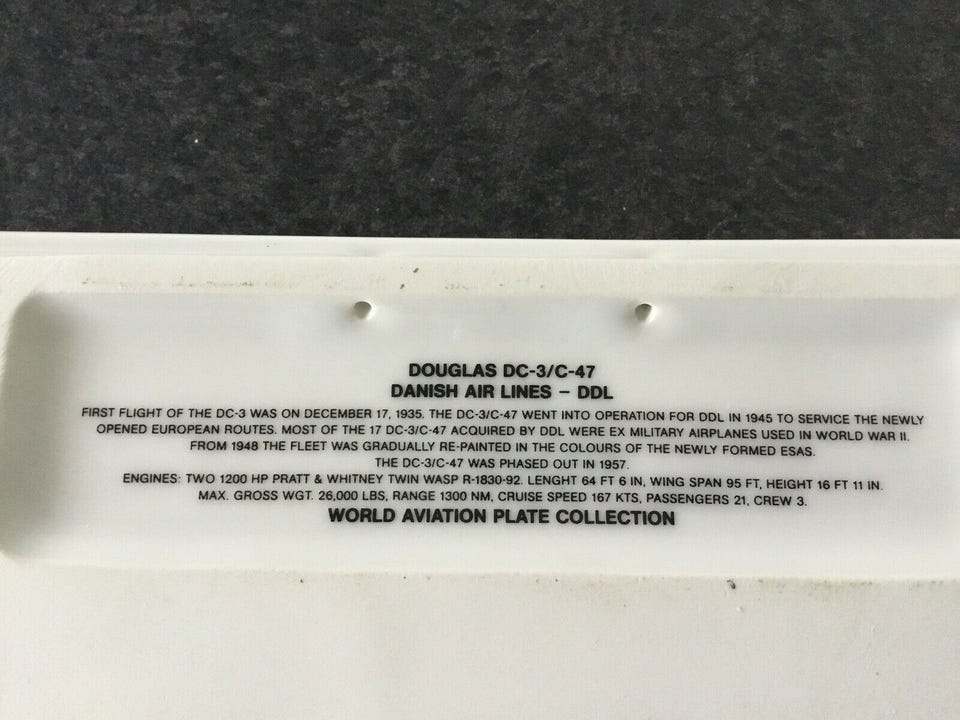 DOUGLAS DC-3/C-47
DANISH AIR LINES – DDL
FIRST FLIGHT OF THE DC-3 WAS ON DECEMBER 17, 1935. THE DC-3/C-47 WENT INTO OPERATION FOR DDL IN 1945 TO SERVICE THE NEWLY
OPENED EUROPEAN ROUTES. MOST OF THE 17 DC-3/C-47 ACQUIRED BY DDL WERE EX MILITARY AIRPLANES USED IN WORLD WAR II.
FROM 1948 THE FLEET WAS GRADUALLY RE-PAINTED IN THE COLOURS OF THE NEWLY FORMED ESAS.
THE DC-3/C-47 WAS PHASED OUT IN 1957.
ENGINES: TWO 1200 HP PRATT & WHITNEY TWIN WASP R-1830-92. LENGHT 64 FT 6 IN, WING SPAN 95 FT, HEIGHT 16 FT 11 IN.
MAX. GROSS WGT. 26,000 LBS, RANGE 1300 NM, CRUISE SPEED 167 KTS, PASSENGERS 21, CREW 3.
WORLD AVIATION PLATE COLLECTION